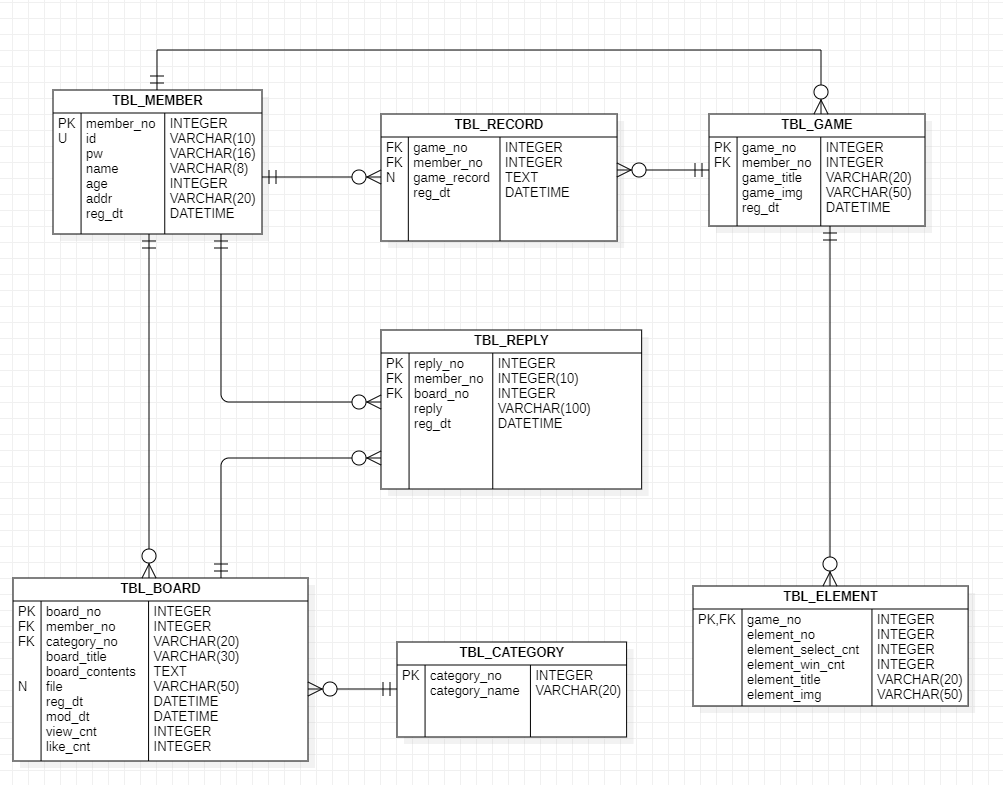 TBL_MEMBER
PK member_no INTEGER
U id VARCHAR(10)
pw VARCHAR(16)
name VARCHAR(8)
age INTEGER
addr VARCHAR(20)
reg_dt DATETIME
TBL_RECORD
FK game_no INTEGER
FK member_no INTEGER
N game_record TEXT
reg_dt DATETIME
TBL_GAME
PK game_no INTEGER
FK member_no INTEGER
game_title VARCHAR(20)
game_img VARCHAR(50)
reg_dt DATETIME
TBL_REPLY
PK reply_no INTEGER
FK member_no INTEGER(10)
FK board_no INTEGER
reply VARCHAR(100)
reg_dt DATETIME
TBL_BOARD
PK board_no INTEGER
FK member_no INTEGER
FK category_no VARCHAR(20)
board_title VARCHAR(30)
board_contents TEXT
N file VARCHAR(50)
reg_dt DATETIME
mod_dt DATETIME
view_cnt INTEGER
like_cnt INTEGER
TBL_CATEGORY
PK category_no INTEGER
category_name VARCHAR(20)
TBL_ELEMENT
PK,FK game_no INTEGER
element_no INTEGER
element_select_cnt INTEGER
element_win_cnt INTEGER
element_title VARCHAR(20)
element_img VARCHAR(50)